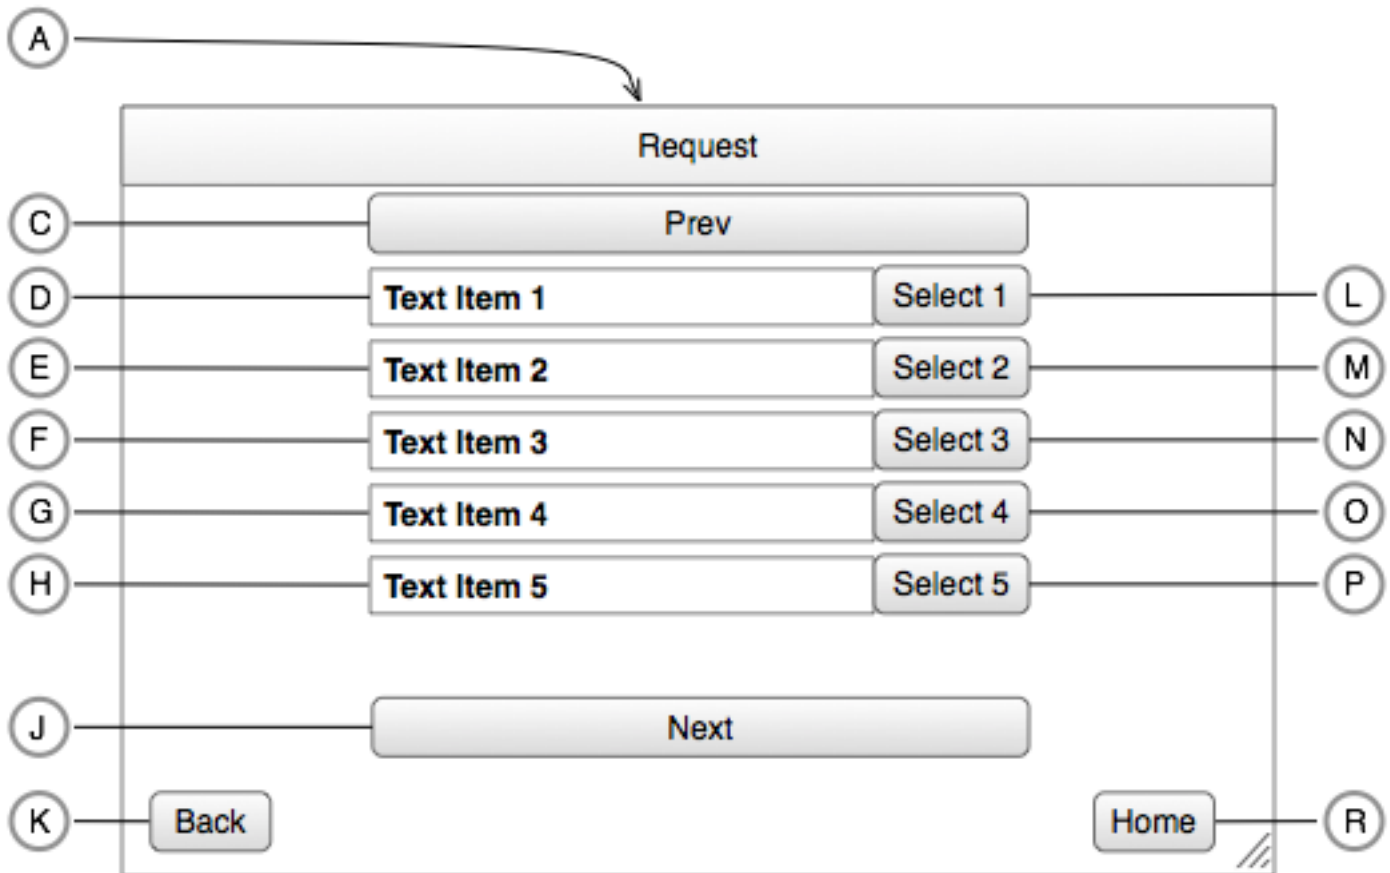 A
Request
C Prev
D Text Item 1 Select 1 L
E Text Item 2 Select 2 M
F Text Item 3 Select 3 N
G Text Item 4 Select 4 O
H Text Item 5 Select 5 P
J Next
K Back Home R